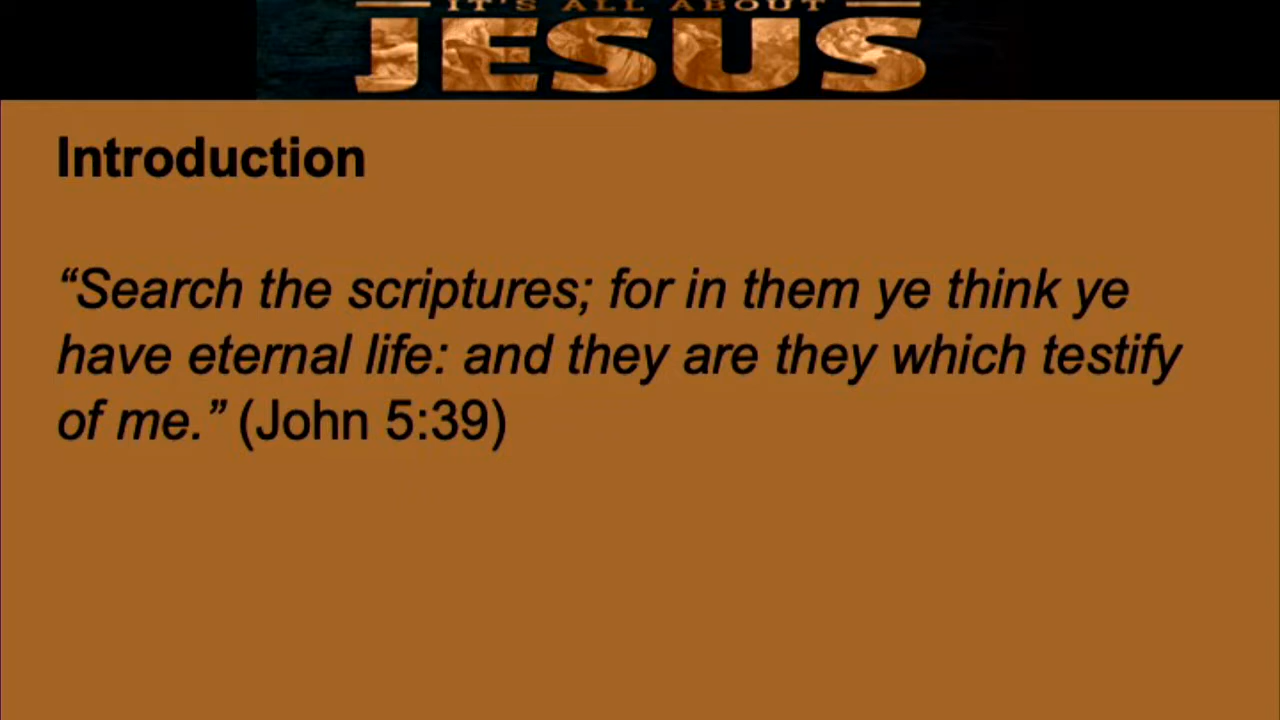 IT'S ALL ABOUT
JESUS
Introduction
“Search the scriptures; for in them ye think ye
have eternal life: and they are they which testify
of me.” (John 5:39)